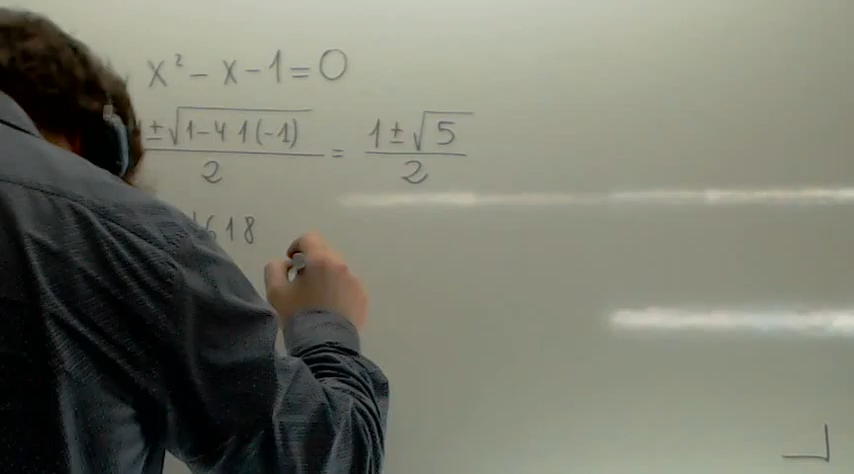 x² - x - 1 = 0
± √(1-4 1(-1)) / 2 = (1 ± √5) / 2
618